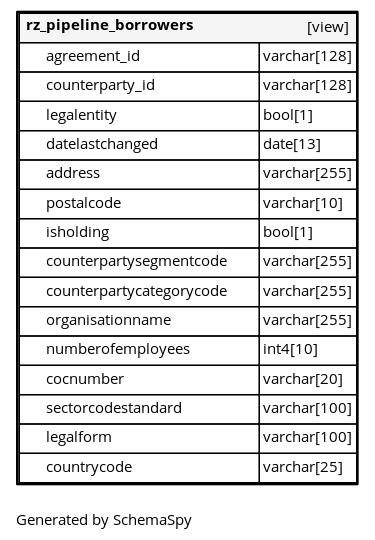 rz_pipeline_borrowers [view]
agreement_id varchar[128]
counterparty_id varchar[128]
legalentity bool[1]
datelastchanged date[13]
address varchar[255]
postalcode varchar[10]
isholding bool[1]
counterpartysegmentcode varchar[255]
counterpartycategorycode varchar[255]
organisationname varchar[255]
numberofemployees int4[10]
cocnumber varchar[20]
sectorcodestandard varchar[100]
legalform varchar[100]
countrycode varchar[25]
Generated by SchemaSpy